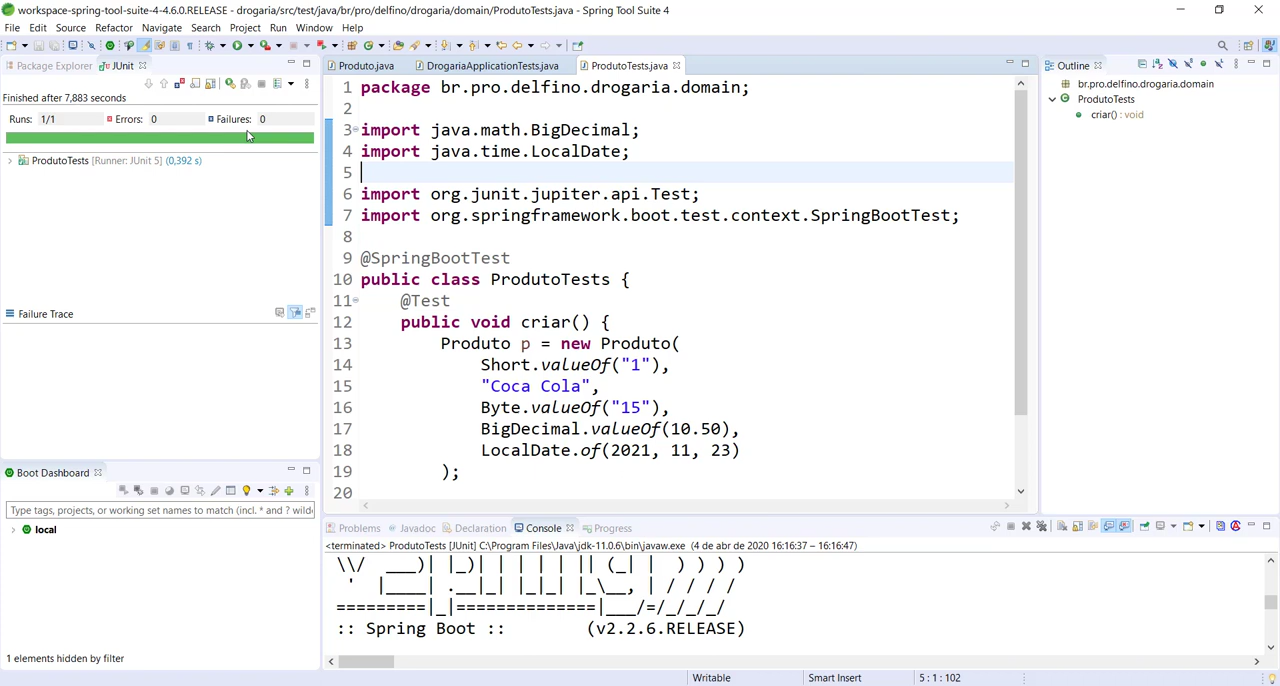 workspace-spring-tool-suite-4-4.6.0.RELEASE - drogaria/src/test/java/br/pro/delfino/drogaria/domain/ProdutoTests.java - Spring Tool Suite 4
File Edit Source Refactor Navigate Search Project Run Window Help
Package Explorer JUnit
Finished after 7,883 seconds
Runs: 1/1 Errors: 0 Failures: 0
ProdutoTests [Runner: JUnit 5] (0,392 s)
Failure Trace
Boot Dashboard
Type tags, projects, or working set names to match (incl. * and ? wild
local
1 elements hidden by filter
Produto.java DrogariaApplicationTests.java ProdutoTests.java
1 package br.pro.delfino.drogaria.domain;
2
3 import java.math.BigDecimal;
4 import java.time.LocalDate;
5
6 import org.junit.jupiter.api.Test;
7 import org.springframework.boot.test.context.SpringBootTest;
8
9 @SpringBootTest
10 public class ProdutoTests {
11 @Test
12 public void criar() {
13 Produto p = new Produto(
14 Short.valueOf("1"),
15 "Coca Cola",
16 Byte.valueOf("15"),
17 BigDecimal.valueOf(10.50),
18 LocalDate.of(2021, 11, 23)
19 );
20
Outline
br.pro.delfino.drogaria.domain
ProdutoTests
criar() : void
Problems Javadoc Declaration Console Progress
<terminated> ProdutoTests [JUnit] C:\Program Files\Java\jdk-11.0.6\bin\javaw.exe (4 de abr de 2020 16:16:37 – 16:16:47)
\\/ ___)| |_)| | | | | || (_| | ) ) ) )
' |____| .__|_| |_|_| |_\__, | / / / /
=========|_|==============|___/=/_/_/_/
:: Spring Boot :: (v2.2.6.RELEASE)
Writable Smart Insert 5 : 1 : 102